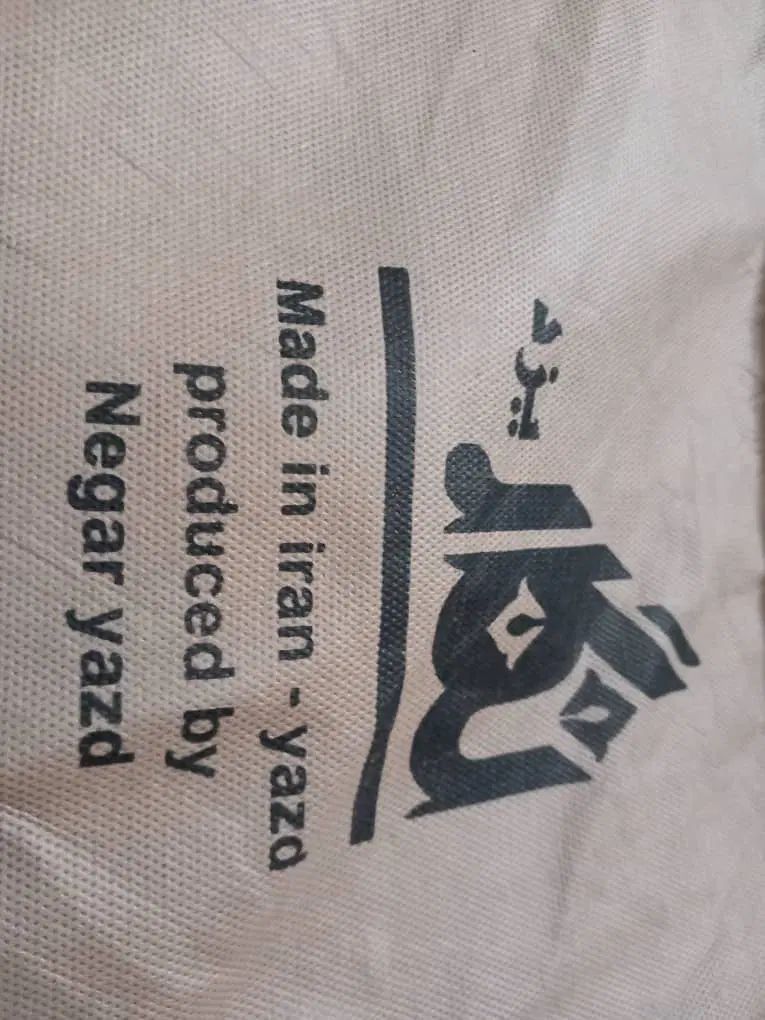 نگار
یزد
Made in iran - yazd
produced by
Negar yazd